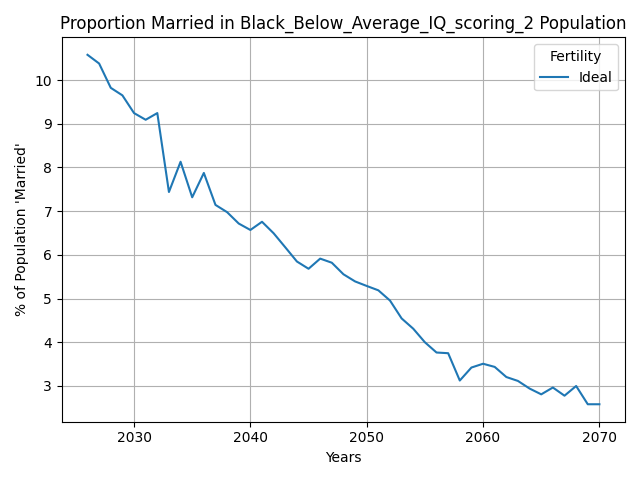 Proportion Married in Black_Below_Average_IQ_scoring_2 Population
Fertility
Ideal
% of Population 'Married'
10
9
8
7
6
5
4
3
2030
2040
2050
2060
2070
Years